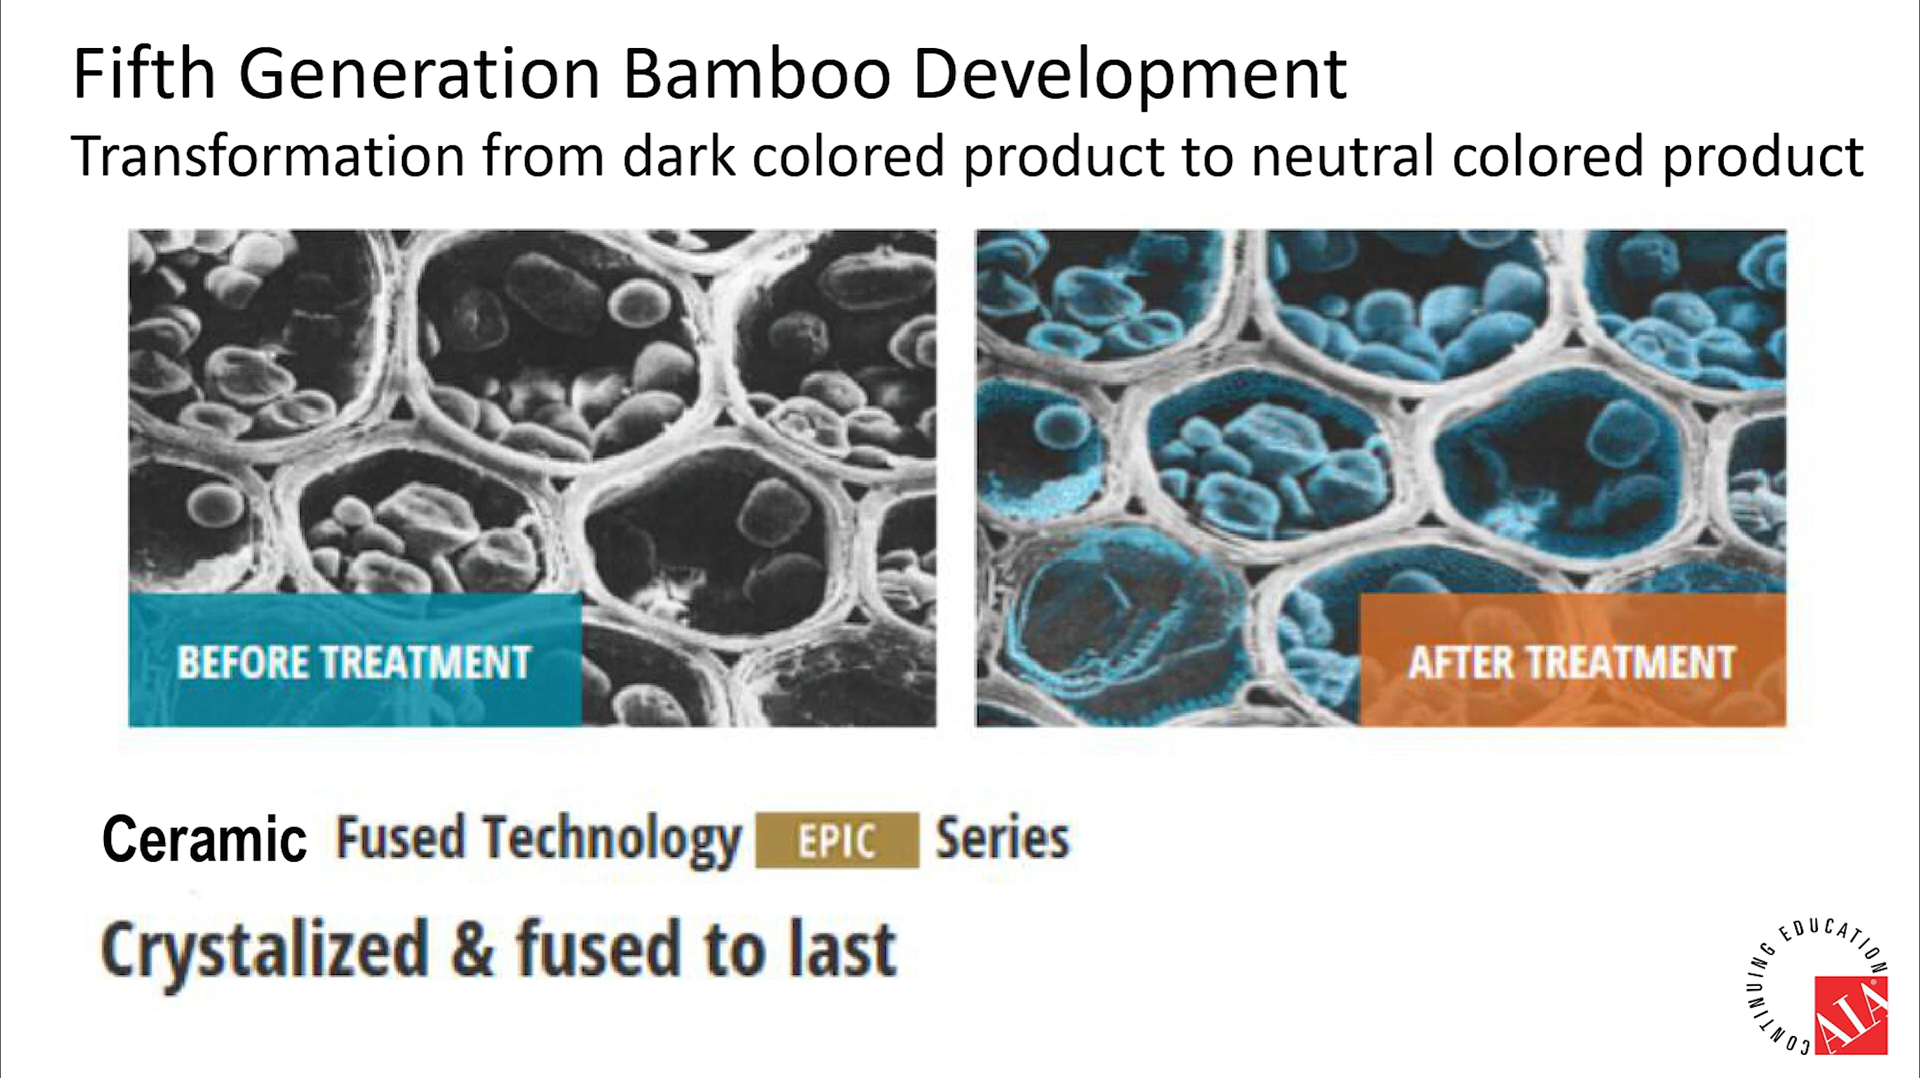 Fifth Generation Bamboo Development
Transformation from dark colored product to neutral colored product
BEFORE TREATMENT
AFTER TREATMENT
Ceramic Fused Technology EPIC Series
Crystalized & fused to last
CONTINUING EDUCATION
AIA